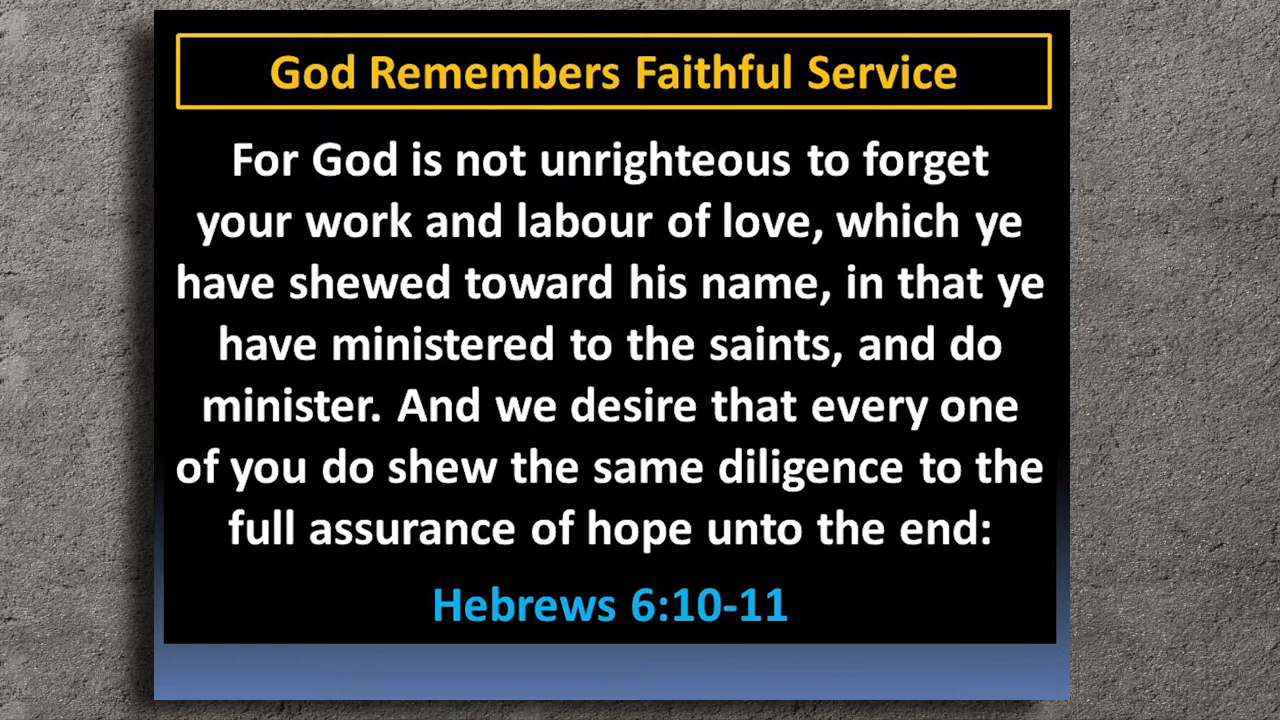 God Remembers Faithful Service
For God is not unrighteous to forget
your work and labour of love, which ye
have shewed toward his name, in that ye
have ministered to the saints, and do
minister. And we desire that every one
of you do shew the same diligence to the
full assurance of hope unto the end:
Hebrews 6:10-11